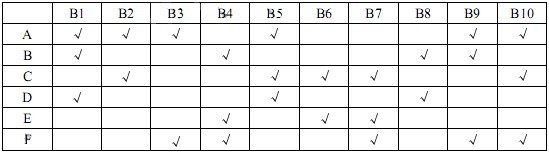 B1 B2 B3 B4 B5 B6 B7 B8 B9 B10
A √ √ √ √ √ √
B √ √ √ √
C √ √ √ √ √
D √ √ √
E √ √ √
F √ √ √ √ √